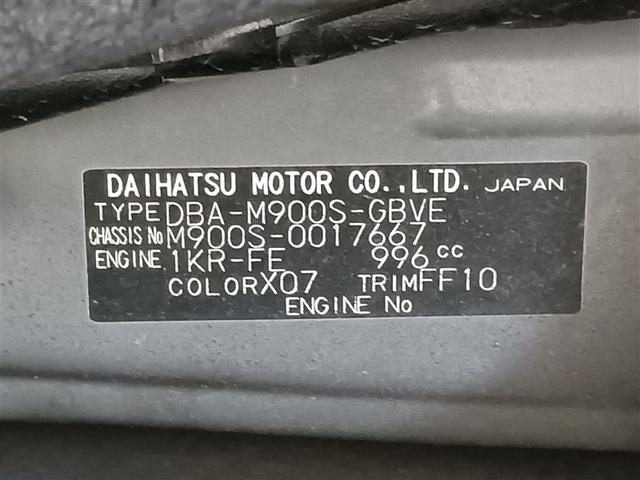 DAIHATSU MOTOR CO.,LTD. JAPAN
TYPE DBA-M900S-GBVE
CHASSIS No M900S-0017667
ENGINE 1KR-FE 996 cc
COLOR X07 TRIM FF10
ENGINE No